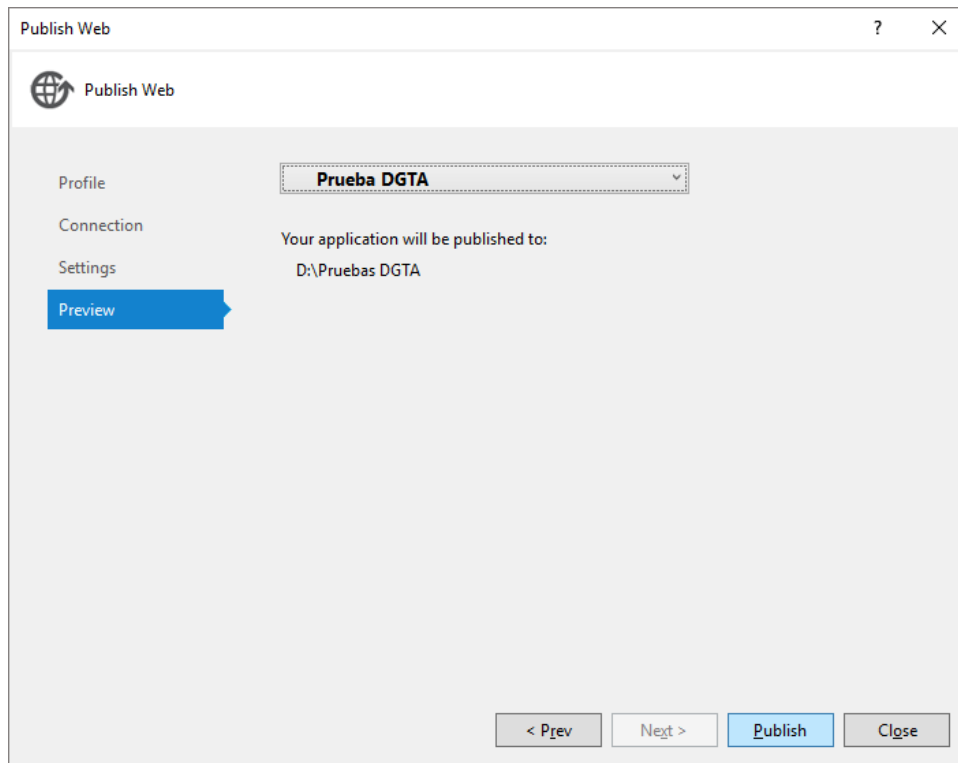 Publish Web
?
Publish Web
Profile
Connection
Settings
Preview
Prueba DGTA
Your application will be published to:
D:\Pruebas DGTA
< Prev
Next >
Publish
Close